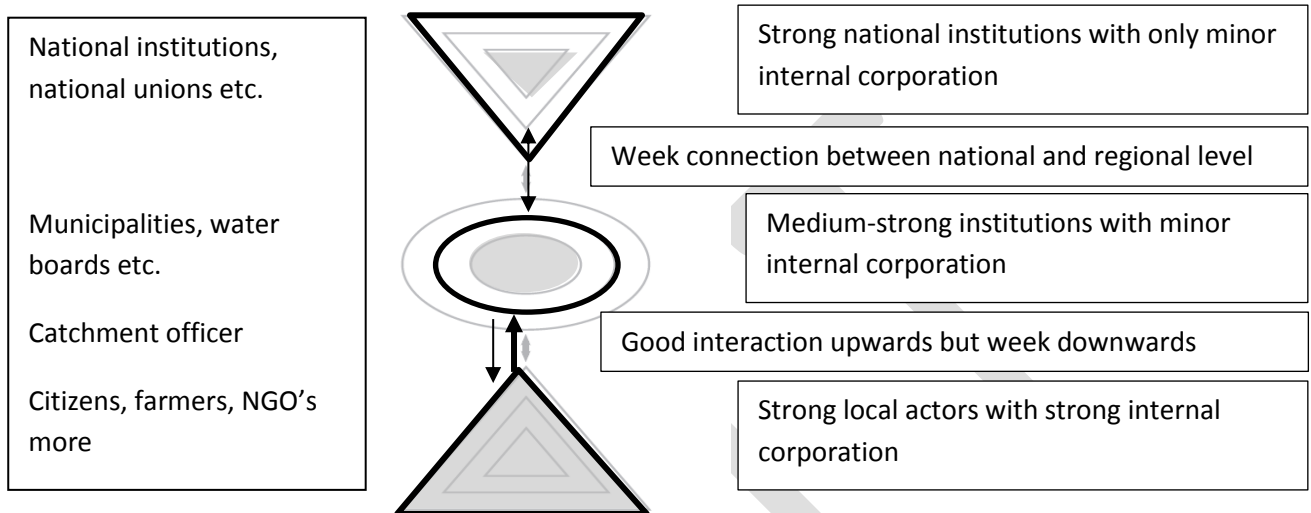 National institutions,
national unions etc.
Municipalities, water
boards etc.
Catchment officer
Citizens, farmers, NGO’s
more
Strong national institutions with only minor
internal corporation
Week connection between national and regional level
Medium-strong institutions with minor
internal corporation
Good interaction upwards but week downwards
Strong local actors with strong internal
corporation